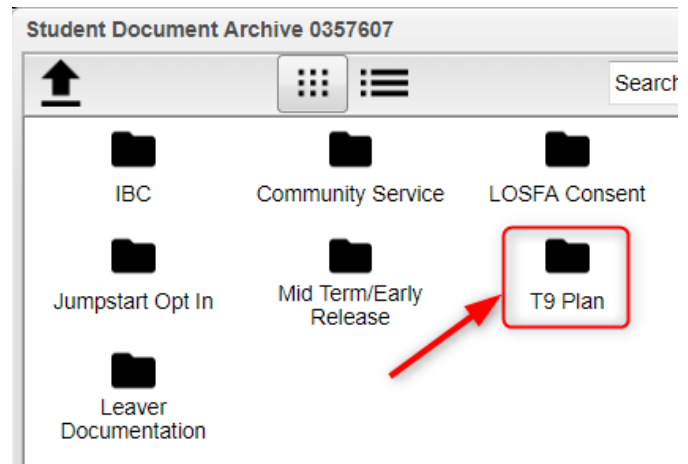 Student Document Archive 0357607
Search
IBC
Community Service
LOSFA Consent
Jumpstart Opt In
Mid Term/Early
Release
T9 Plan
Leaver
Documentation